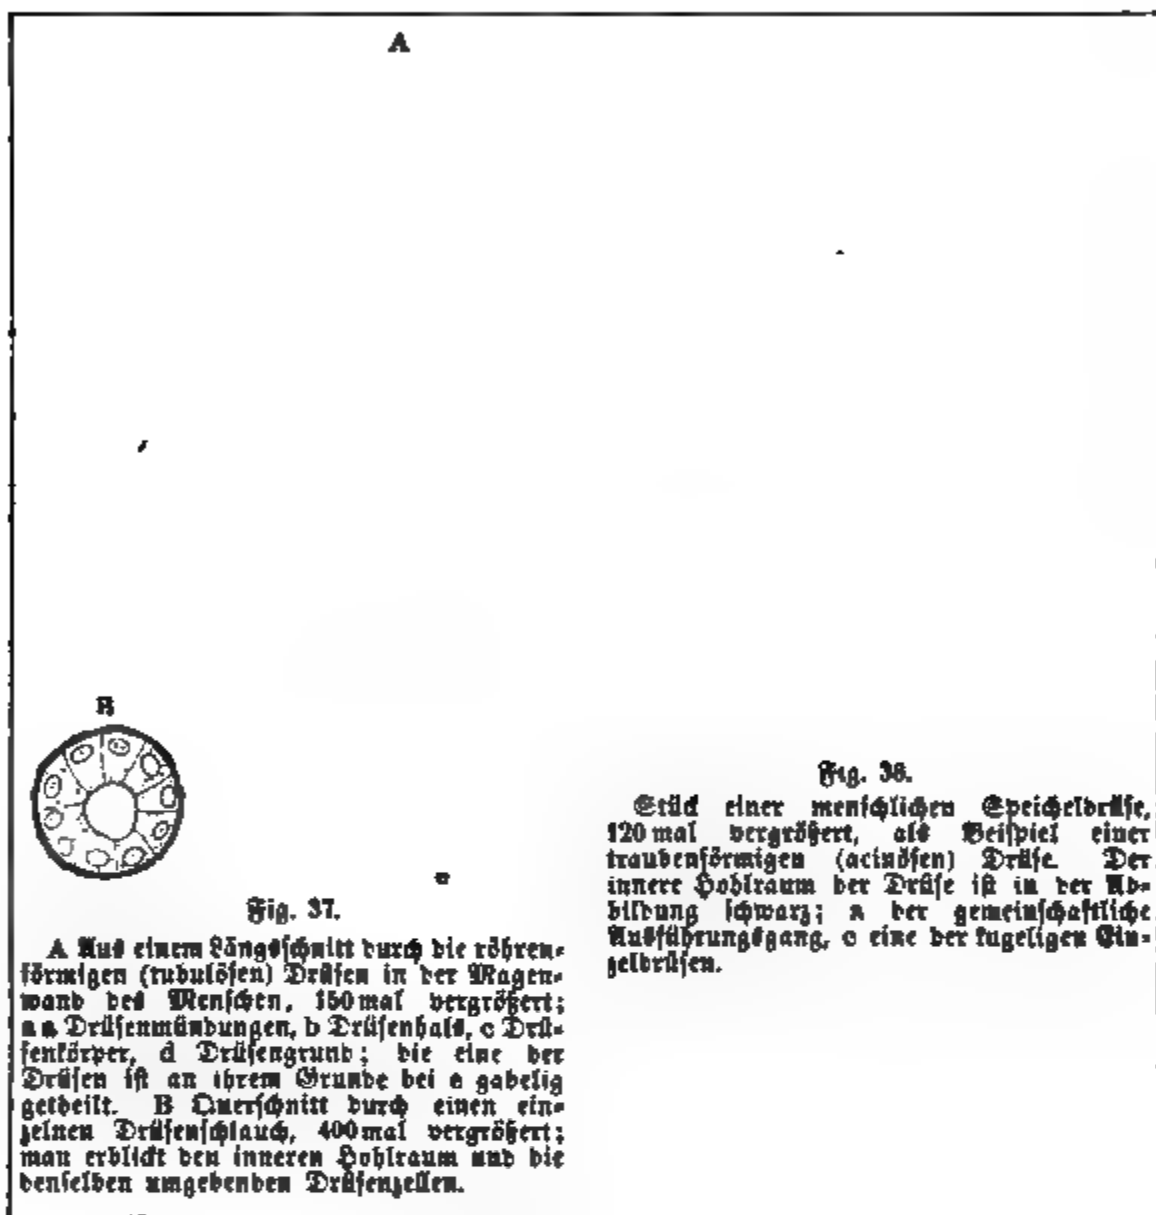 A
B
Fig. 37.
A Aus einem Längsschnitt durch die röhren-
förmigen (tubulösen) Drüsen in der Magen-
wand des Menschen, 150 mal vergrößert;
a a Drüsenmündungen, b Drüsenhals, c Drü-
senkörper, d Drüsengrund; die eine der
Drüsen ist an ihrem Grunde bei e gabelig
getheilt. B Querschnitt durch einen ein-
zelnen Drüsenschlauch, 400 mal vergrößert;
man erblickt den inneren Hohlraum und die
denselben umgebenden Drüsenzellen.
Fig. 38.
Stück einer menschlichen Speicheldrüse,
120 mal vergrößert, als Beispiel einer
traubenförmigen (acinösen) Drüse. Der
innere Hohlraum der Drüse ist in der Ab-
bildung schwarz; a der gemeinschaftliche
Ausführungsgang, c eine der kugeligen Ein-
zeldrüsen.